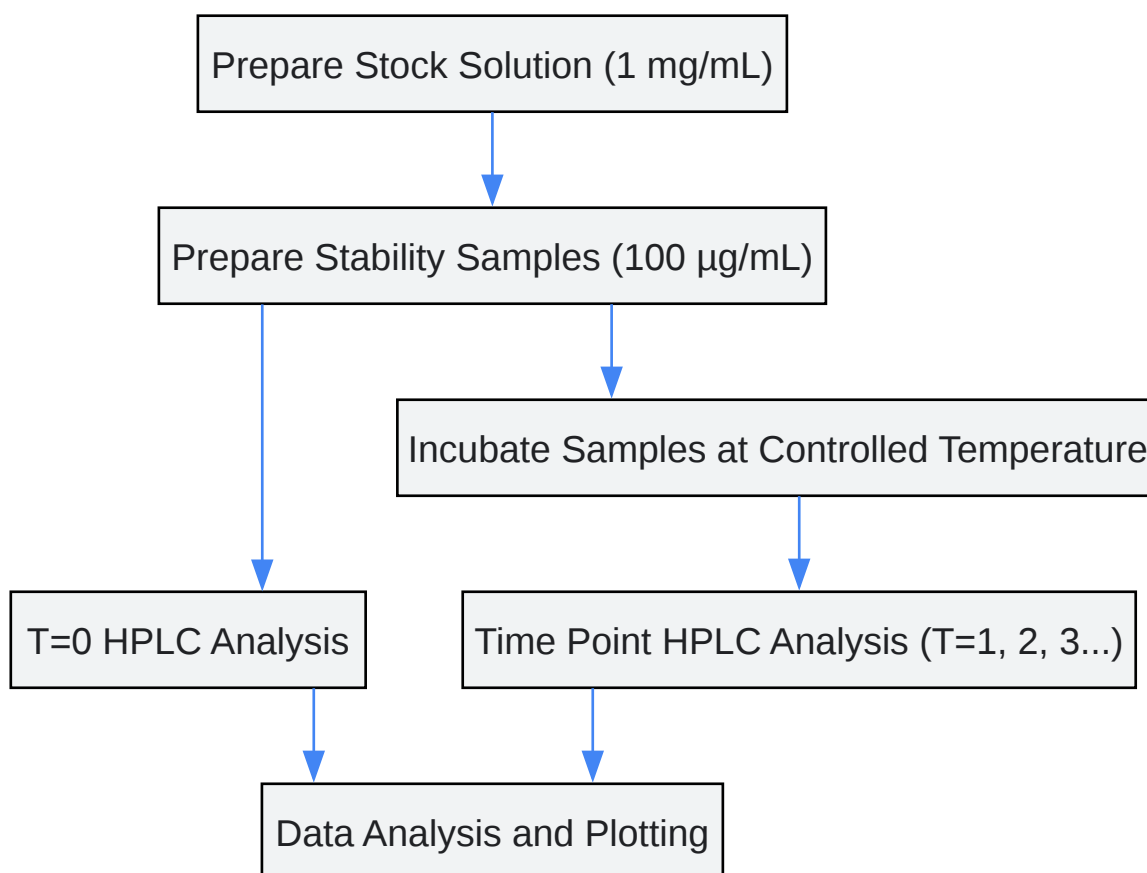 Prepare Stock Solution (1 mg/mL)
Prepare Stability Samples (100 µg/mL)
Incubate Samples at Controlled Temperature
T=0 HPLC Analysis
Time Point HPLC Analysis (T=1, 2, 3...)
Data Analysis and Plotting